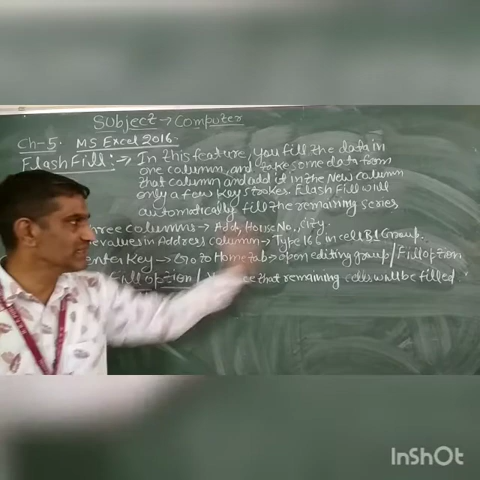 Subject → Computer
Ch-5. MS Excel 2016.
Flash Fill :→ In this feature, you fill the data in
one column, and to take some data from
that column and add it in the New column
only a few key strokes. Flash Fill will
automatically fill the remaining series
ree columns → Add, House No., City.
values in Address column → Type 166 in cell B1 Group.
enter Key → Go to Home tab → open editing group / Fill option
Fill option / that remaining cells will be filled.
InShOt